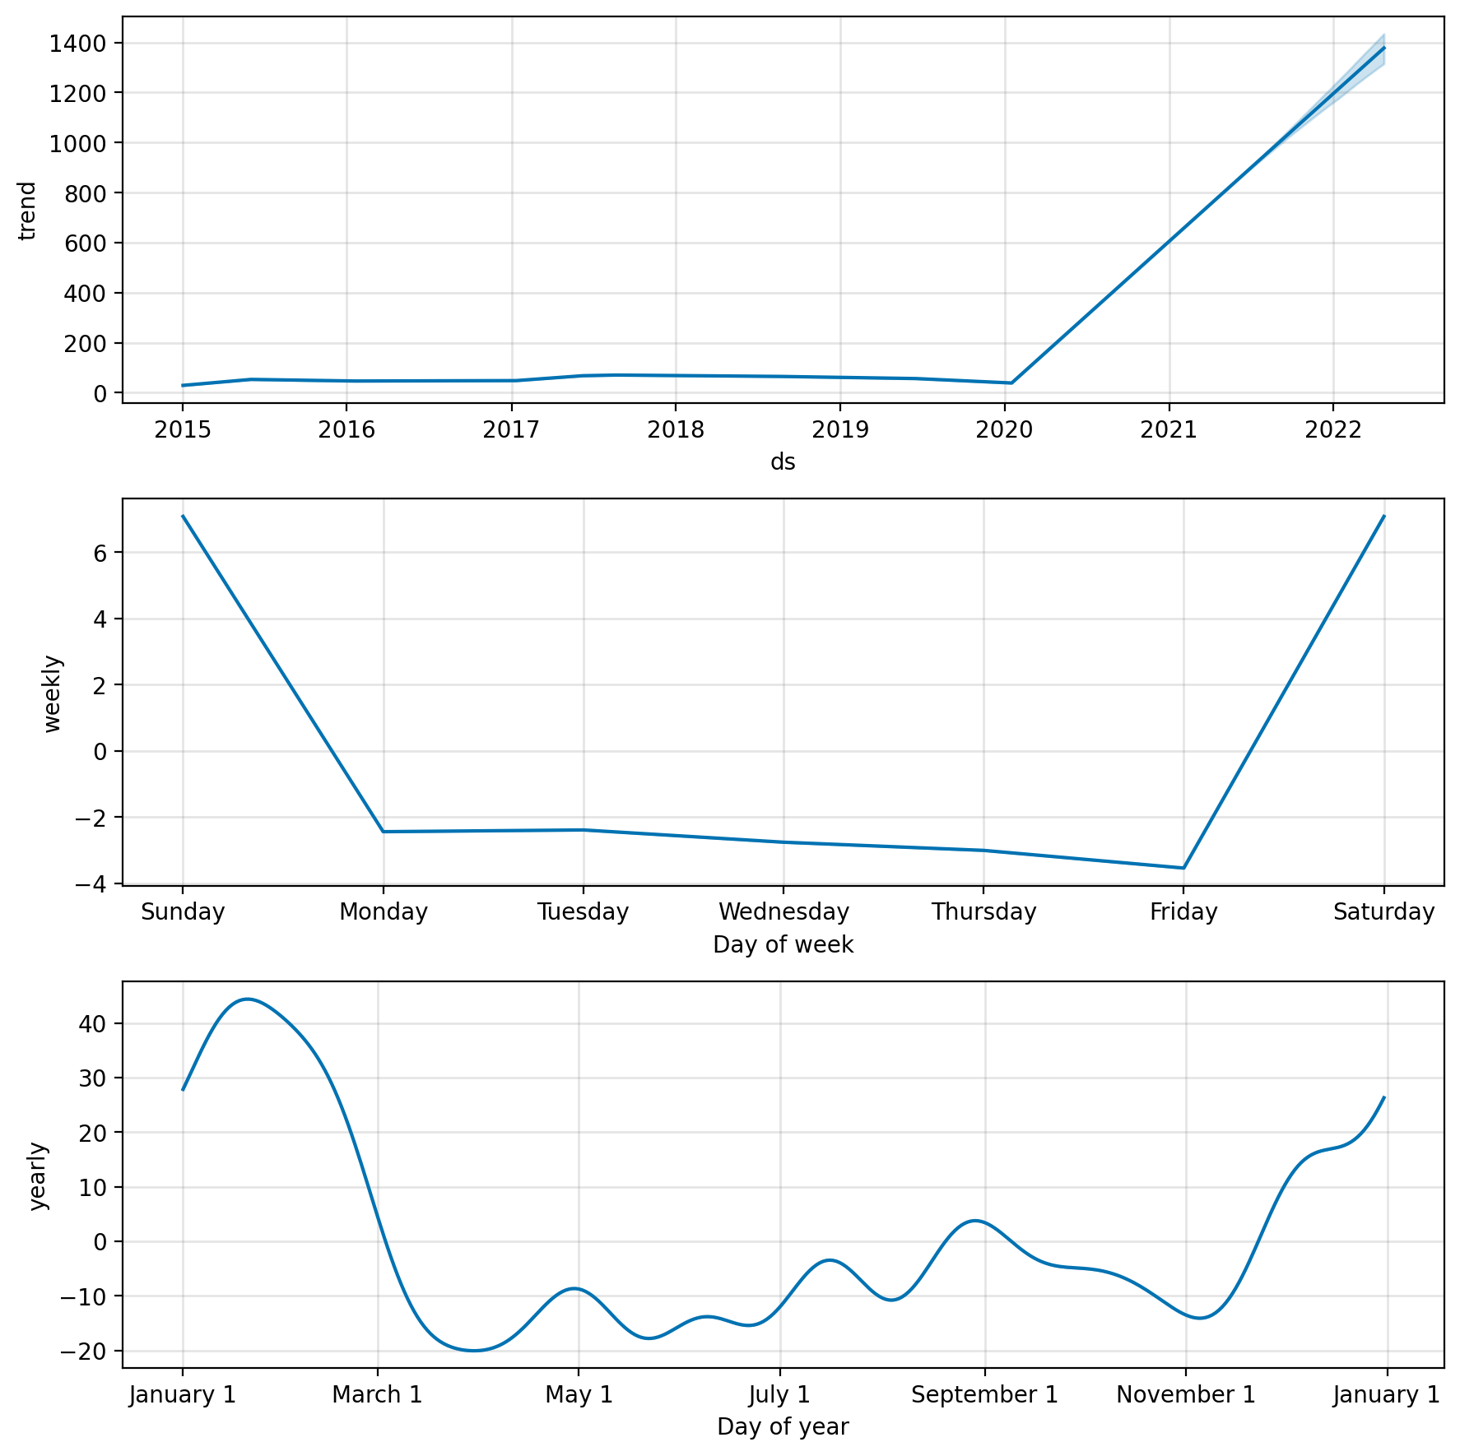 1400
1200
1000
800
600
400
200
0
trend
2015 2016 2017 2018 2019 2020 2021 2022
ds
6
4
2
0
−2
−4
weekly
Sunday Monday Tuesday Wednesday Thursday Friday Saturday
Day of week
40
30
20
10
0
−10
−20
yearly
January 1 March 1 May 1 July 1 September 1 November 1 January 1
Day of year